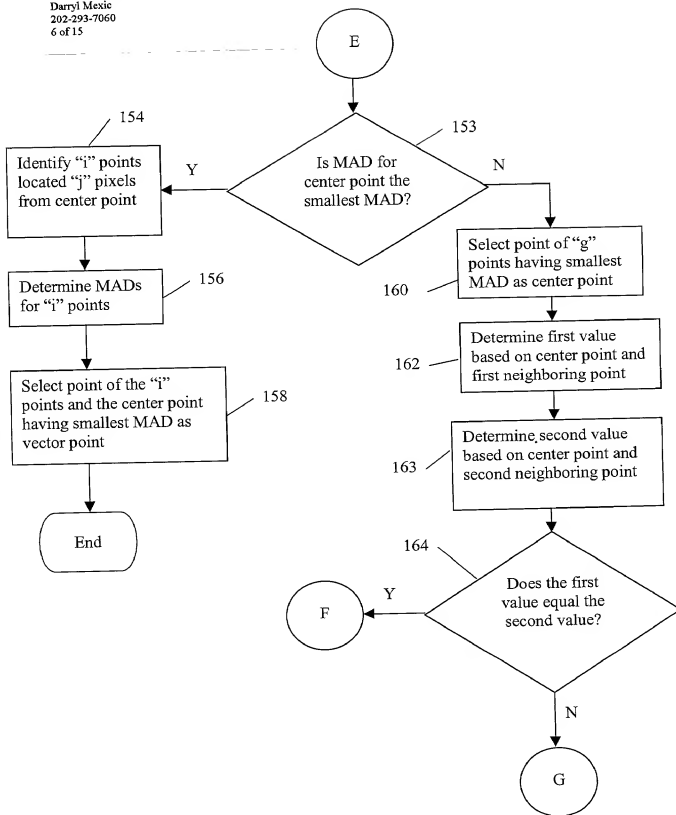 Darryl Mexic
202-293-7060
6 of 15
E
153
Is MAD for
center point the
smallest MAD?
Y
N
154
Identify “i” points
located “j” pixels
from center point
156
Determine MADs
for “i” points
158
Select point of the “i”
points and the center point
having smallest MAD as
vector point
End
160
Select point of “g”
points having smallest
MAD as center point
162
Determine first value
based on center point and
first neighboring point
163
Determine second value
based on center point and
second neighboring point
164
Does the first
value equal the
second value?
Y
F
N
G